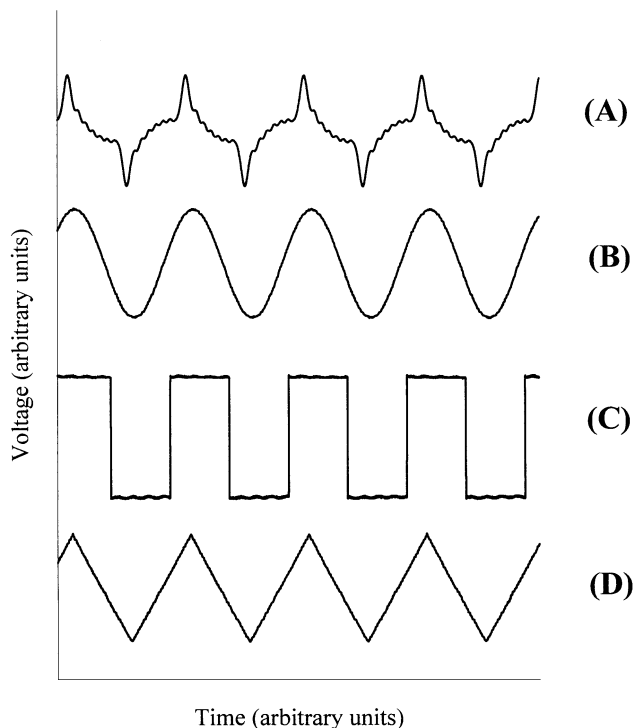 (A)
(B)
(C)
(D)
Voltage (arbitrary units)
Time (arbitrary units)